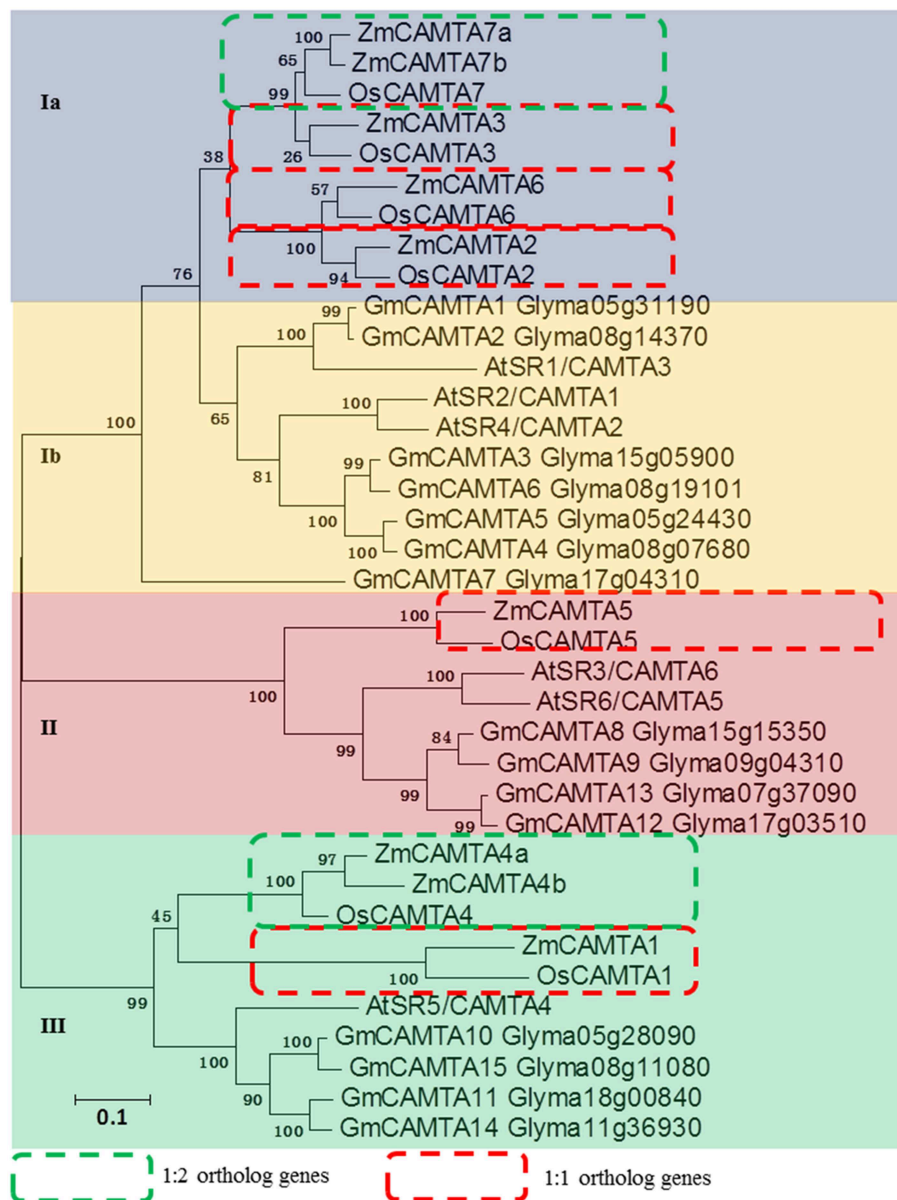 100
ZmCAMTA7a
65
ZmCAMTA7b
99
OsCAMTA7
Ia
ZmCAMTA3
38
26
OsCAMTA3
57
ZmCAMTA6
OsCAMTA6
100
ZmCAMTA2
76
94
OsCAMTA2
99
GmCAMTA1 Glyma05g31190
100
GmCAMTA2 Glyma08g14370
AtSR1/CAMTA3
100
AtSR2/CAMTA1
65
100
AtSR4/CAMTA2
Ib
81
99
GmCAMTA3 Glyma15g05900
GmCAMTA6 Glyma08g19101
100
GmCAMTA5 Glyma05g24430
100
GmCAMTA4 Glyma08g07680
GmCAMTA7 Glyma17g04310
100
ZmCAMTA5
OsCAMTA5
100
100
AtSR3/CAMTA6
AtSR6/CAMTA5
II
99
84
GmCAMTA8 Glyma15g15350
GmCAMTA9 Glyma09g04310
99
GmCAMTA13 Glyma07g37090
99
GmCAMTA12 Glyma17g03510
97
ZmCAMTA4a
100
ZmCAMTA4b
45
OsCAMTA4
ZmCAMTA1
100
OsCAMTA1
99
AtSR5/CAMTA4
III
100
100
GmCAMTA10 Glyma05g28090
GmCAMTA15 Glyma08g11080
90
GmCAMTA11 Glyma18g00840
100
GmCAMTA14 Glyma11g36930
0.1
1:2 ortholog genes
1:1 ortholog genes